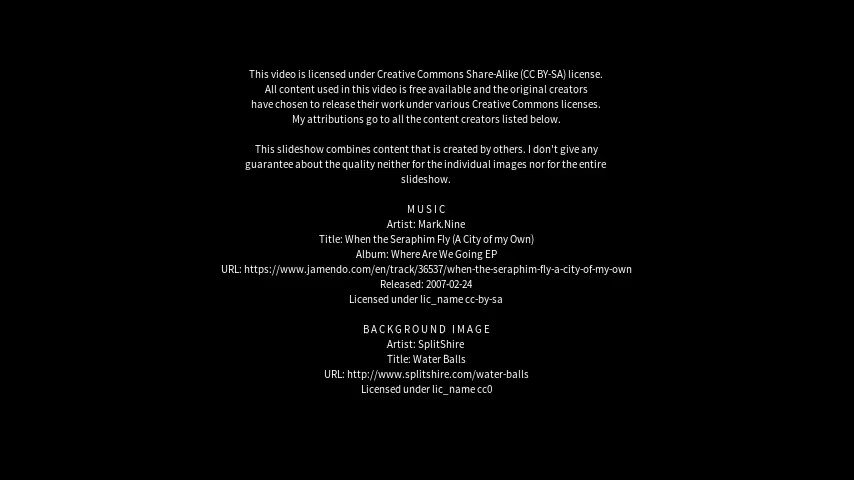 This video is licensed under Creative Commons Share-Alike (CC BY-SA) license.
All content used in this video is free available and the original creators
have chosen to release their work under various Creative Commons licenses.
My attributions go to all the content creators listed below.
This slideshow combines content that is created by others. I don't give any
guarantee about the quality neither for the individual images nor for the entire
slideshow.
M U S I C
Artist: Mark.Nine
Title: When the Seraphim Fly (A City of my Own)
Album: Where Are We Going EP
URL: https://www.jamendo.com/en/track/36537/when-the-seraphim-fly-a-city-of-my-own
Released: 2007-02-24
Licensed under lic_name cc-by-sa
B A C K G R O U N D  I M A G E
Artist: SplitShire
Title: Water Balls
URL: http://www.splitshire.com/water-balls
Licensed under lic_name cc0